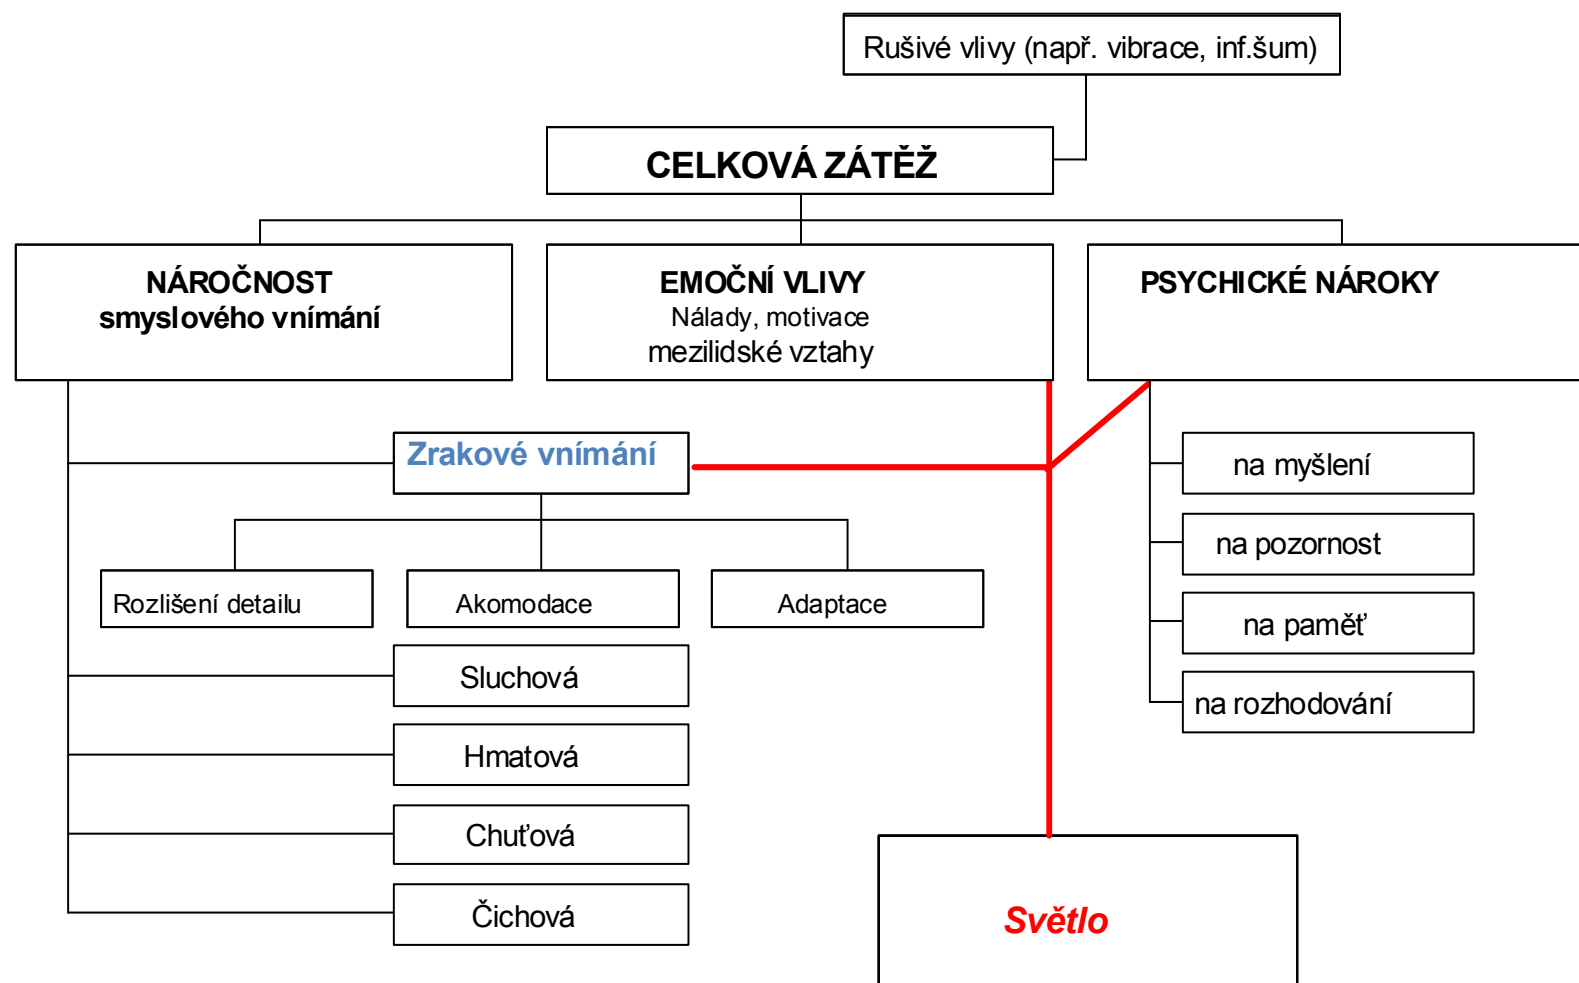 Rušivé vlivy (např. vibrace, inf.šum)
CELKOVÁ ZÁTĚŽ
NÁROČNOST
smyslového vnímání
EMOČNÍ VLIVY
Nálady, motivace
mezilidské vztahy
PSYCHICKÉ NÁROKY
Zrakové vnímání
Rozlišení detailu
Akomodace
Adaptace
Sluchová
Hmatová
Chuťová
Čichová
na myšlení
na pozornost
na paměť
na rozhodování
Světlo